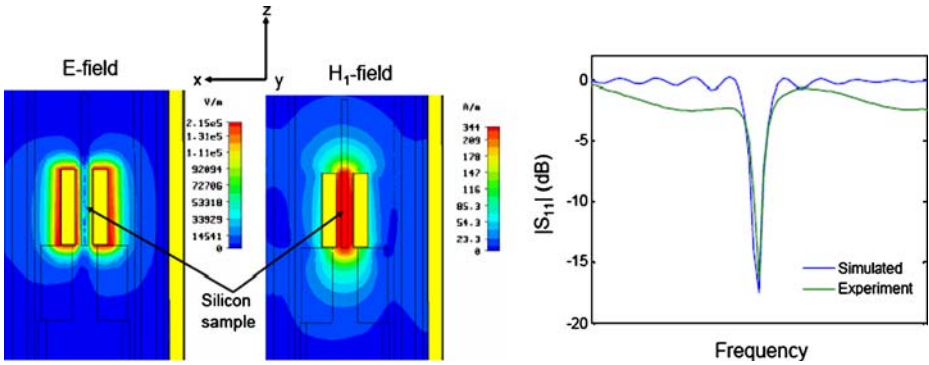 z
x
y
E-field
H1-field
V/m
2.15e5
1.31e5
1.11e5
92094
72706
53318
33929
14541
0
A/m
344
209
178
147
116
85.3
54.3
23.3
0
Silicon
sample
|S11| (dB)
0
-5
-10
-15
-20
Simulated
Experiment
Frequency